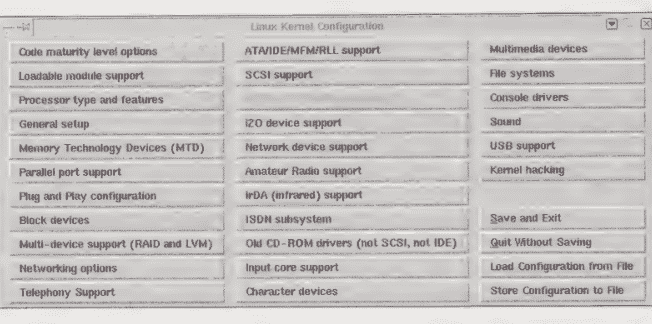 Linux Kernel Configuration
Code maturity level options
Loadable module support
Processor type and features
General setup
Memory Technology Devices (MTD)
Parallel port support
Plug and Play configuration
Block devices
Multi-device support (RAID and LVM)
Networking options
Telephony Support
ATA/IDE/MFM/RLL support
SCSI support
I2O device support
Network device support
Amateur Radio support
IrDA (infrared) support
ISDN subsystem
Old CD-ROM drivers (not SCSI, not IDE)
Input core support
Character devices
Multimedia devices
File systems
Console drivers
Sound
USB support
Kernel hacking
Save and Exit
Quit Without Saving
Load Configuration from File
Store Configuration to File